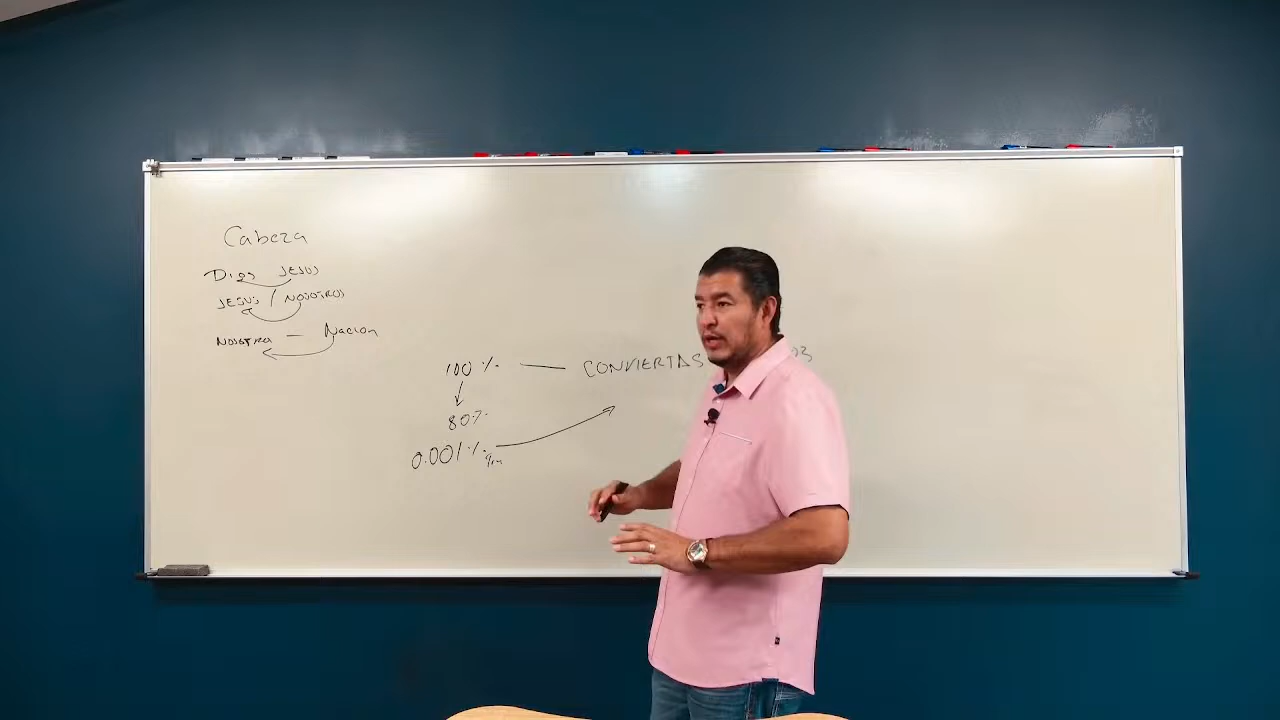 Cabeza
Dios JESUS
JESUS / NOSOTROS
NOSOTROS — Nacion
100 % — CONVIERTAS
80%
0.001%